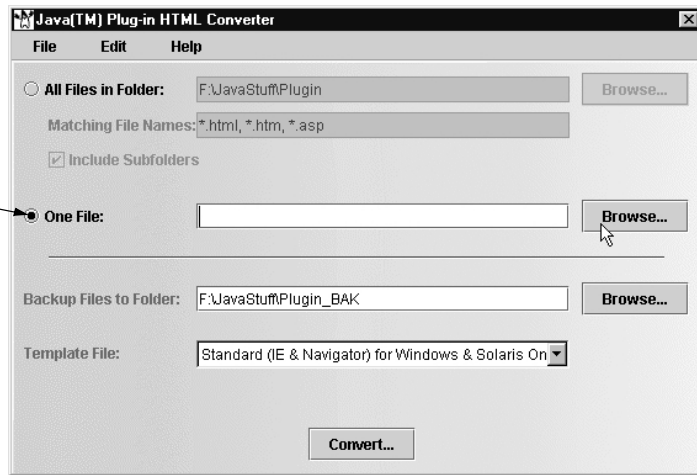 Java(TM) Plug-in HTML Converter
File Edit Help
All Files in Folder: F:\JavaStuff\Plugin Browse...
Matching File Names: *.html, *.htm, *.asp
Include Subfolders
One File: Browse...
Backup Files to Folder: F:\JavaStuff\Plugin_BAK Browse...
Template File: Standard (IE & Navigator) for Windows & Solaris On
Convert...